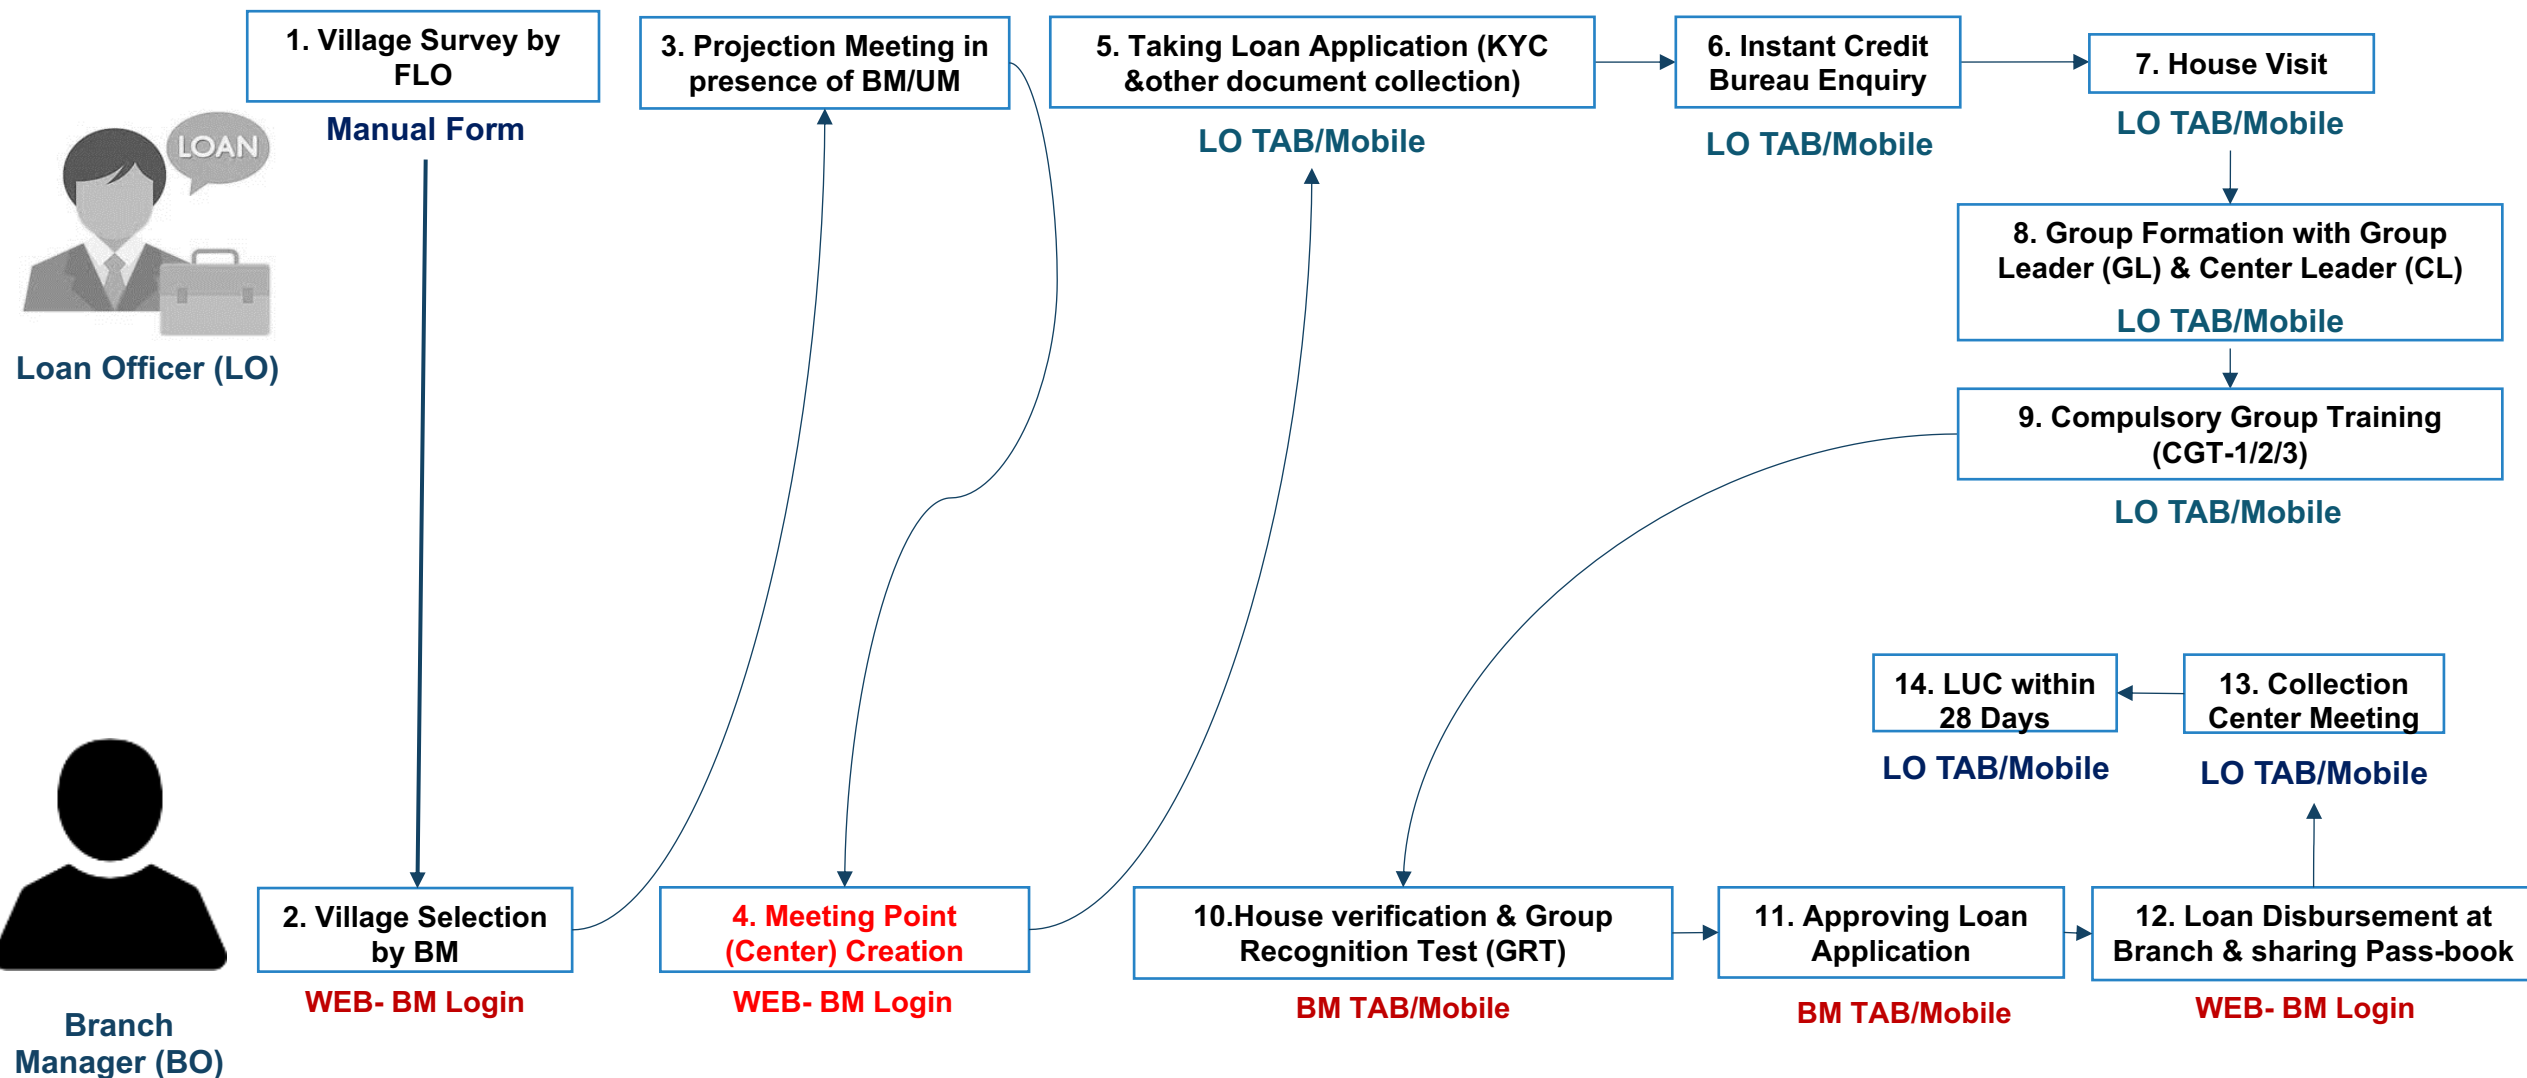 1. Village Survey by
FLO
Manual Form
3. Projection Meeting in
presence of BM/UM
5. Taking Loan Application (KYC
&other document collection)
LO TAB/Mobile
6. Instant Credit
Bureau Enquiry
LO TAB/Mobile
7. House Visit
LO TAB/Mobile
LOAN
Loan Officer (LO)
8. Group Formation with Group
Leader (GL) & Center Leader (CL)
LO TAB/Mobile
9. Compulsory Group Training
(CGT-1/2/3)
LO TAB/Mobile
14. LUC within
28 Days
LO TAB/Mobile
13. Collection
Center Meeting
LO TAB/Mobile
2. Village Selection
by BM
WEB- BM Login
4. Meeting Point
(Center) Creation
WEB- BM Login
10.House verification & Group
Recognition Test (GRT)
BM TAB/Mobile
11. Approving Loan
Application
BM TAB/Mobile
12. Loan Disbursement at
Branch & sharing Pass-book
WEB- BM Login
Branch
Manager (BO)